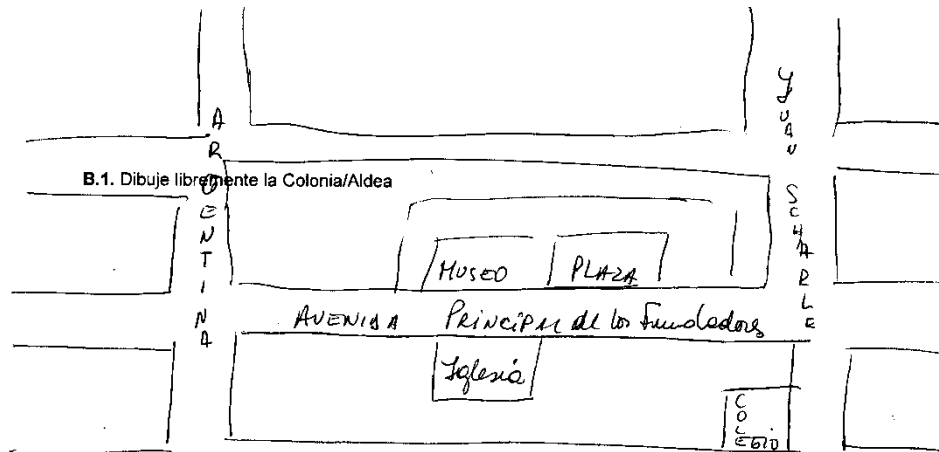 B.1. Dibuje libremente la Colonia/Aldea
ARGENTINA
JUAN SCHARLE
MUSEO
PLAZA
AVENIDA PRINCIPAL de los Fundadores
Iglesia
COLEGIO